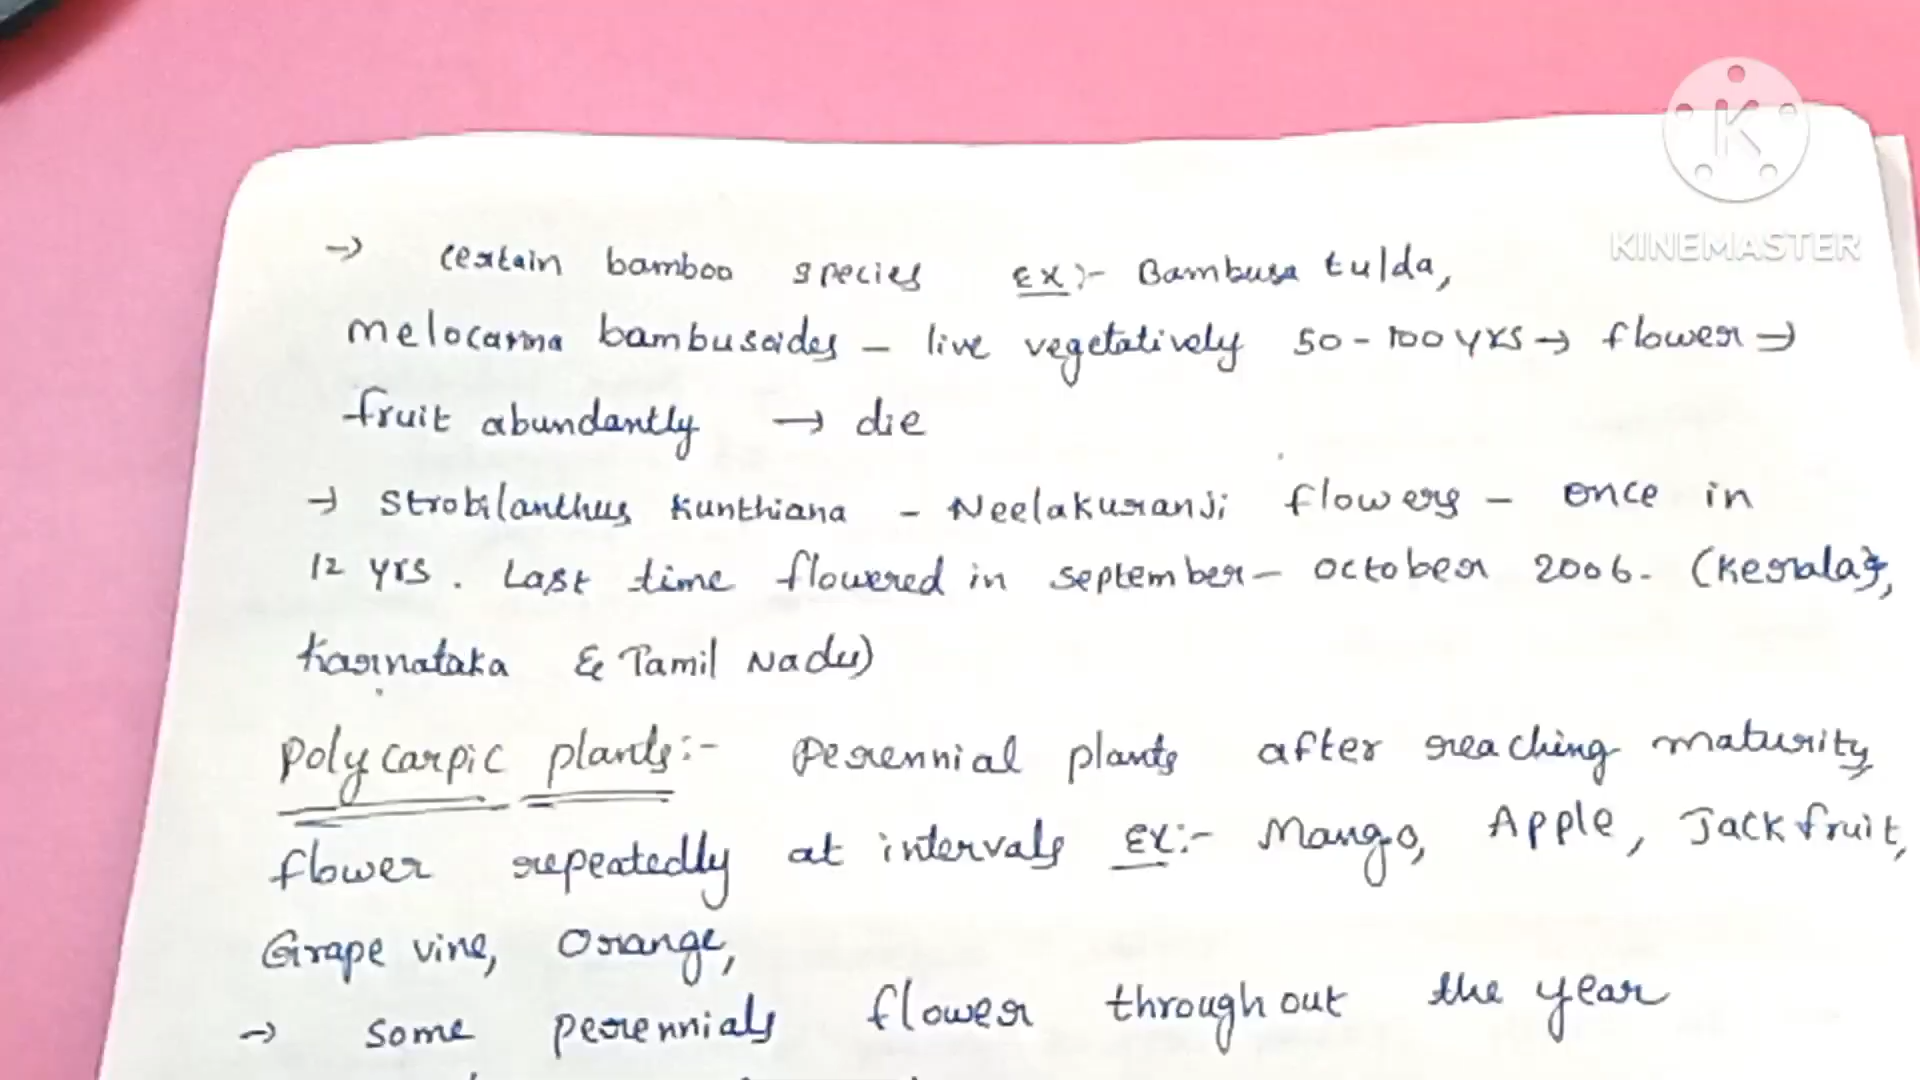 KINEMASTER
→ certain bamboo species Ex:- Bambusa tulda,
melocanna bambusoides – live vegetatively 50-100 yrs → flower →
fruit abundantly → die
→ Strobilanthus Kunthiana - Neelakuranji flowers – once in
12 yrs. Last time flowered in september – october 2006. (Kerala,
Karnataka & Tamil Nadu)
Polycarpic plants:- Perennial plants after reaching maturity
flower repeatedly at intervals Ex:- Mango, Apple, Jackfruit,
Grape vine, Orange,
→ some perennials flower throughout the year